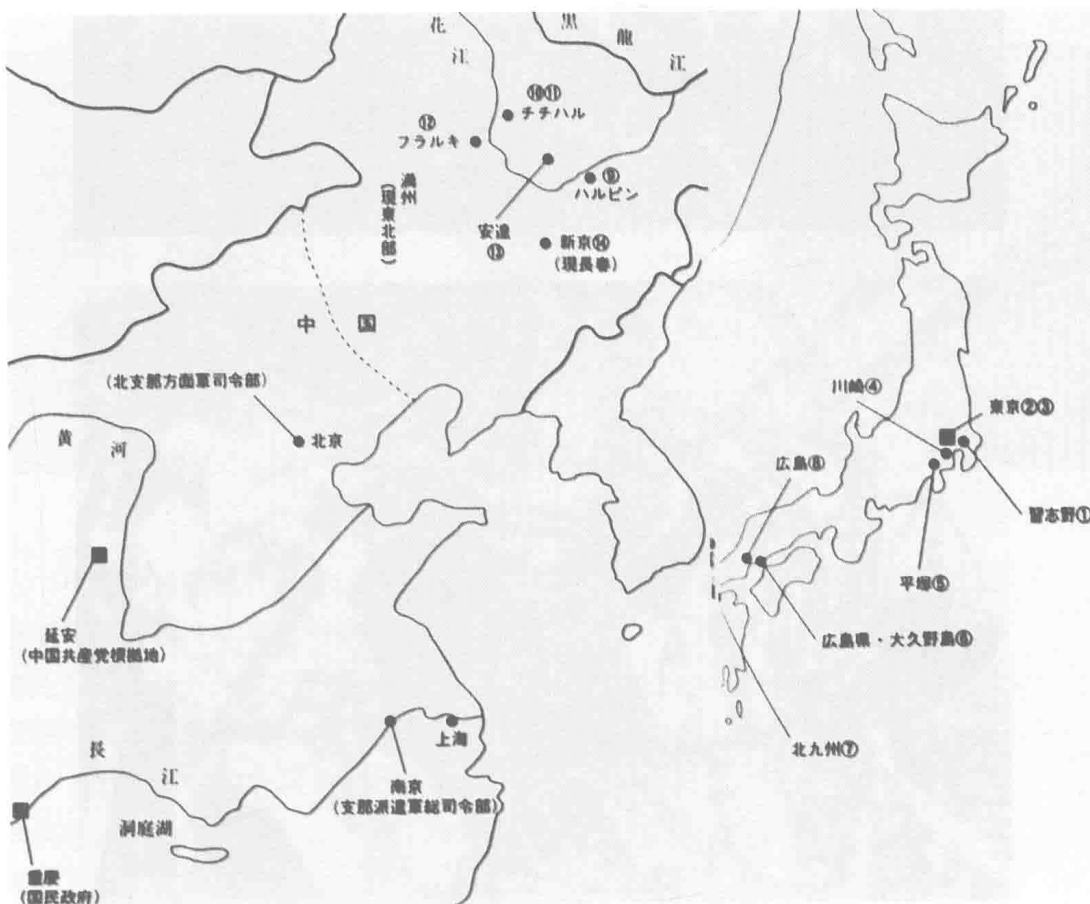 花江
黒龍江
⑩⑪
チチハル
⑫
フラルキ
満州
(現東北部)
⑨
ハルビン
安達
⑬
新京⑭
(現長春)
中国
(北支那方面軍司令部)
北京
黄河
延安
(中国共産党根拠地)
長江
洞庭湖
重慶
(国民政府)
南京
(支那派遣軍総司令部)
上海
川崎④
東京②③
広島⑧
習志野①
平塚⑤
広島県・大久野島⑥
北九州⑦